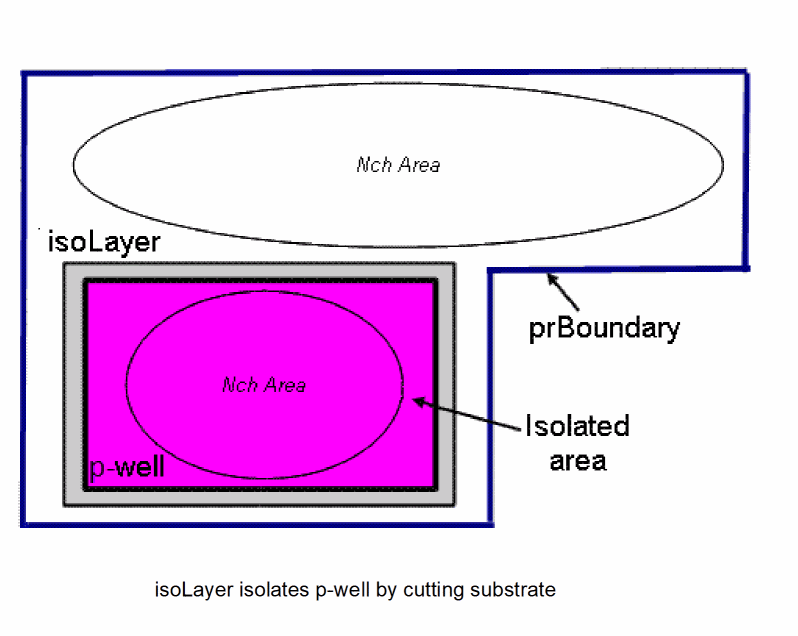 Nch Area
isoLayer
prBoundary
Nch Area
Isolated
area
p-well
isoLayer isolates p-well by cutting substrate